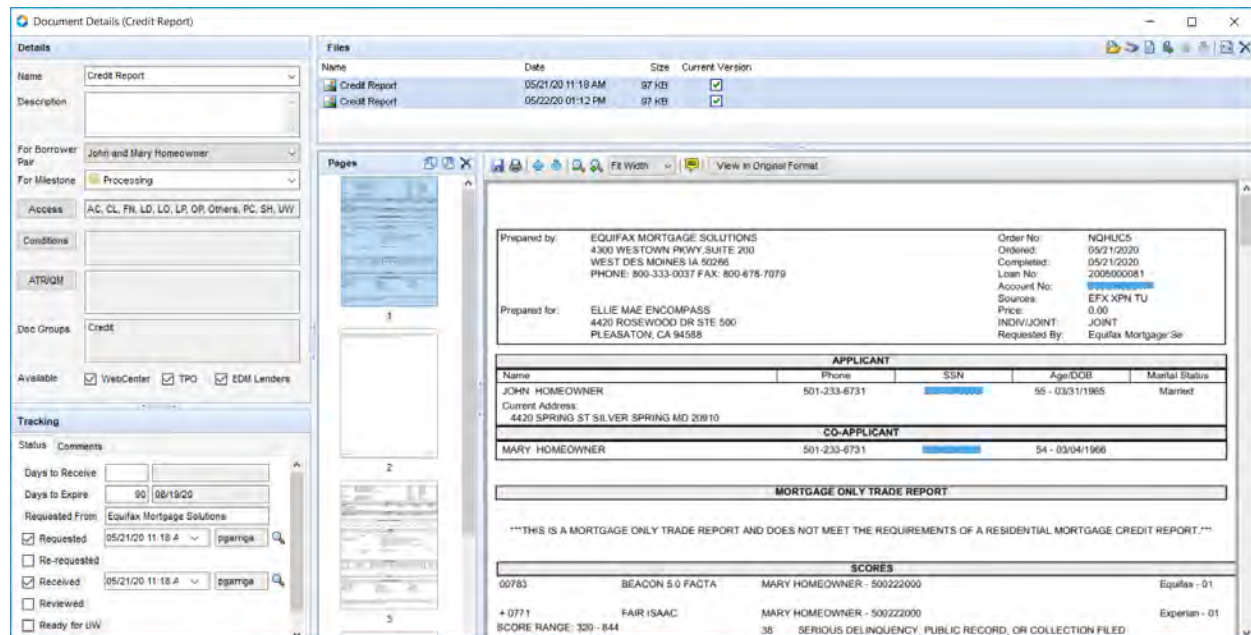 Document Details (Credit Report)
Details
Name Credit Report
Description
For Borrower Pair John and Mary Homeowner
For Milestone Processing
Access AC, CL, FN, LD, LO, LP, OP, Others, PC, SH, UW
Conditions
ATR/QM
Doc Groups Credit
Available WebCenter TPO EDM Lenders
Tracking
Status Comments
Days to Receive
Days to Expire 90 08/19/20
Requested From Equifax Mortgage Solutions
Requested 05/21/20 11:18 A pgarriga
Re-requested
Received 05/21/20 11:18 A pgarriga
Reviewed
Ready for UW
Files
Name Date Size Current Version
Credit Report 05/21/20 11:18 AM 97 KB
Credit Report 05/22/20 01:12 PM 97 KB
Pages
1
2
3
Fit Width View in Original Format
Prepared by: EQUIFAX MORTGAGE SOLUTIONS Order No: NQHUC5
4300 WESTOWN PKWY,SUITE 200 Ordered: 05/21/2020
WEST DES MOINES IA 50266 Completed: 05/21/2020
PHONE: 800-333-0037 FAX: 800-678-7079 Loan No: 2005000081
Account No:
Sources: EFX XPN TU
Prepared for: ELLIE MAE ENCOMPASS Price: 0.00
4420 ROSEWOOD DR STE 500 INDIV/JOINT: JOINT
PLEASATON, CA 94588 Requested By: Equifax Mortgage Se
APPLICANT
Name Phone SSN Age/DOB Marital Status
JOHN HOMEOWNER 501-233-6731 55 - 03/31/1965 Married
Current Address:
4420 SPRING ST SILVER SPRING MD 20910
CO-APPLICANT
MARY HOMEOWNER 501-233-6731 54 - 03/04/1966
MORTGAGE ONLY TRADE REPORT
***THIS IS A MORTGAGE ONLY TRADE REPORT AND DOES NOT MEET THE REQUIREMENTS OF A RESIDENTIAL MORTGAGE CREDIT REPORT.***
SCORES
00783 BEACON 5.0 FACTA MARY HOMEOWNER - 500222000 Equifax - 01
+ 0771 FAIR ISAAC MARY HOMEOWNER - 500222000 Experian - 01
SCORE RANGE: 320 - 844 38 SERIOUS DELINQUENCY, PUBLIC RECORD, OR COLLECTION FILED